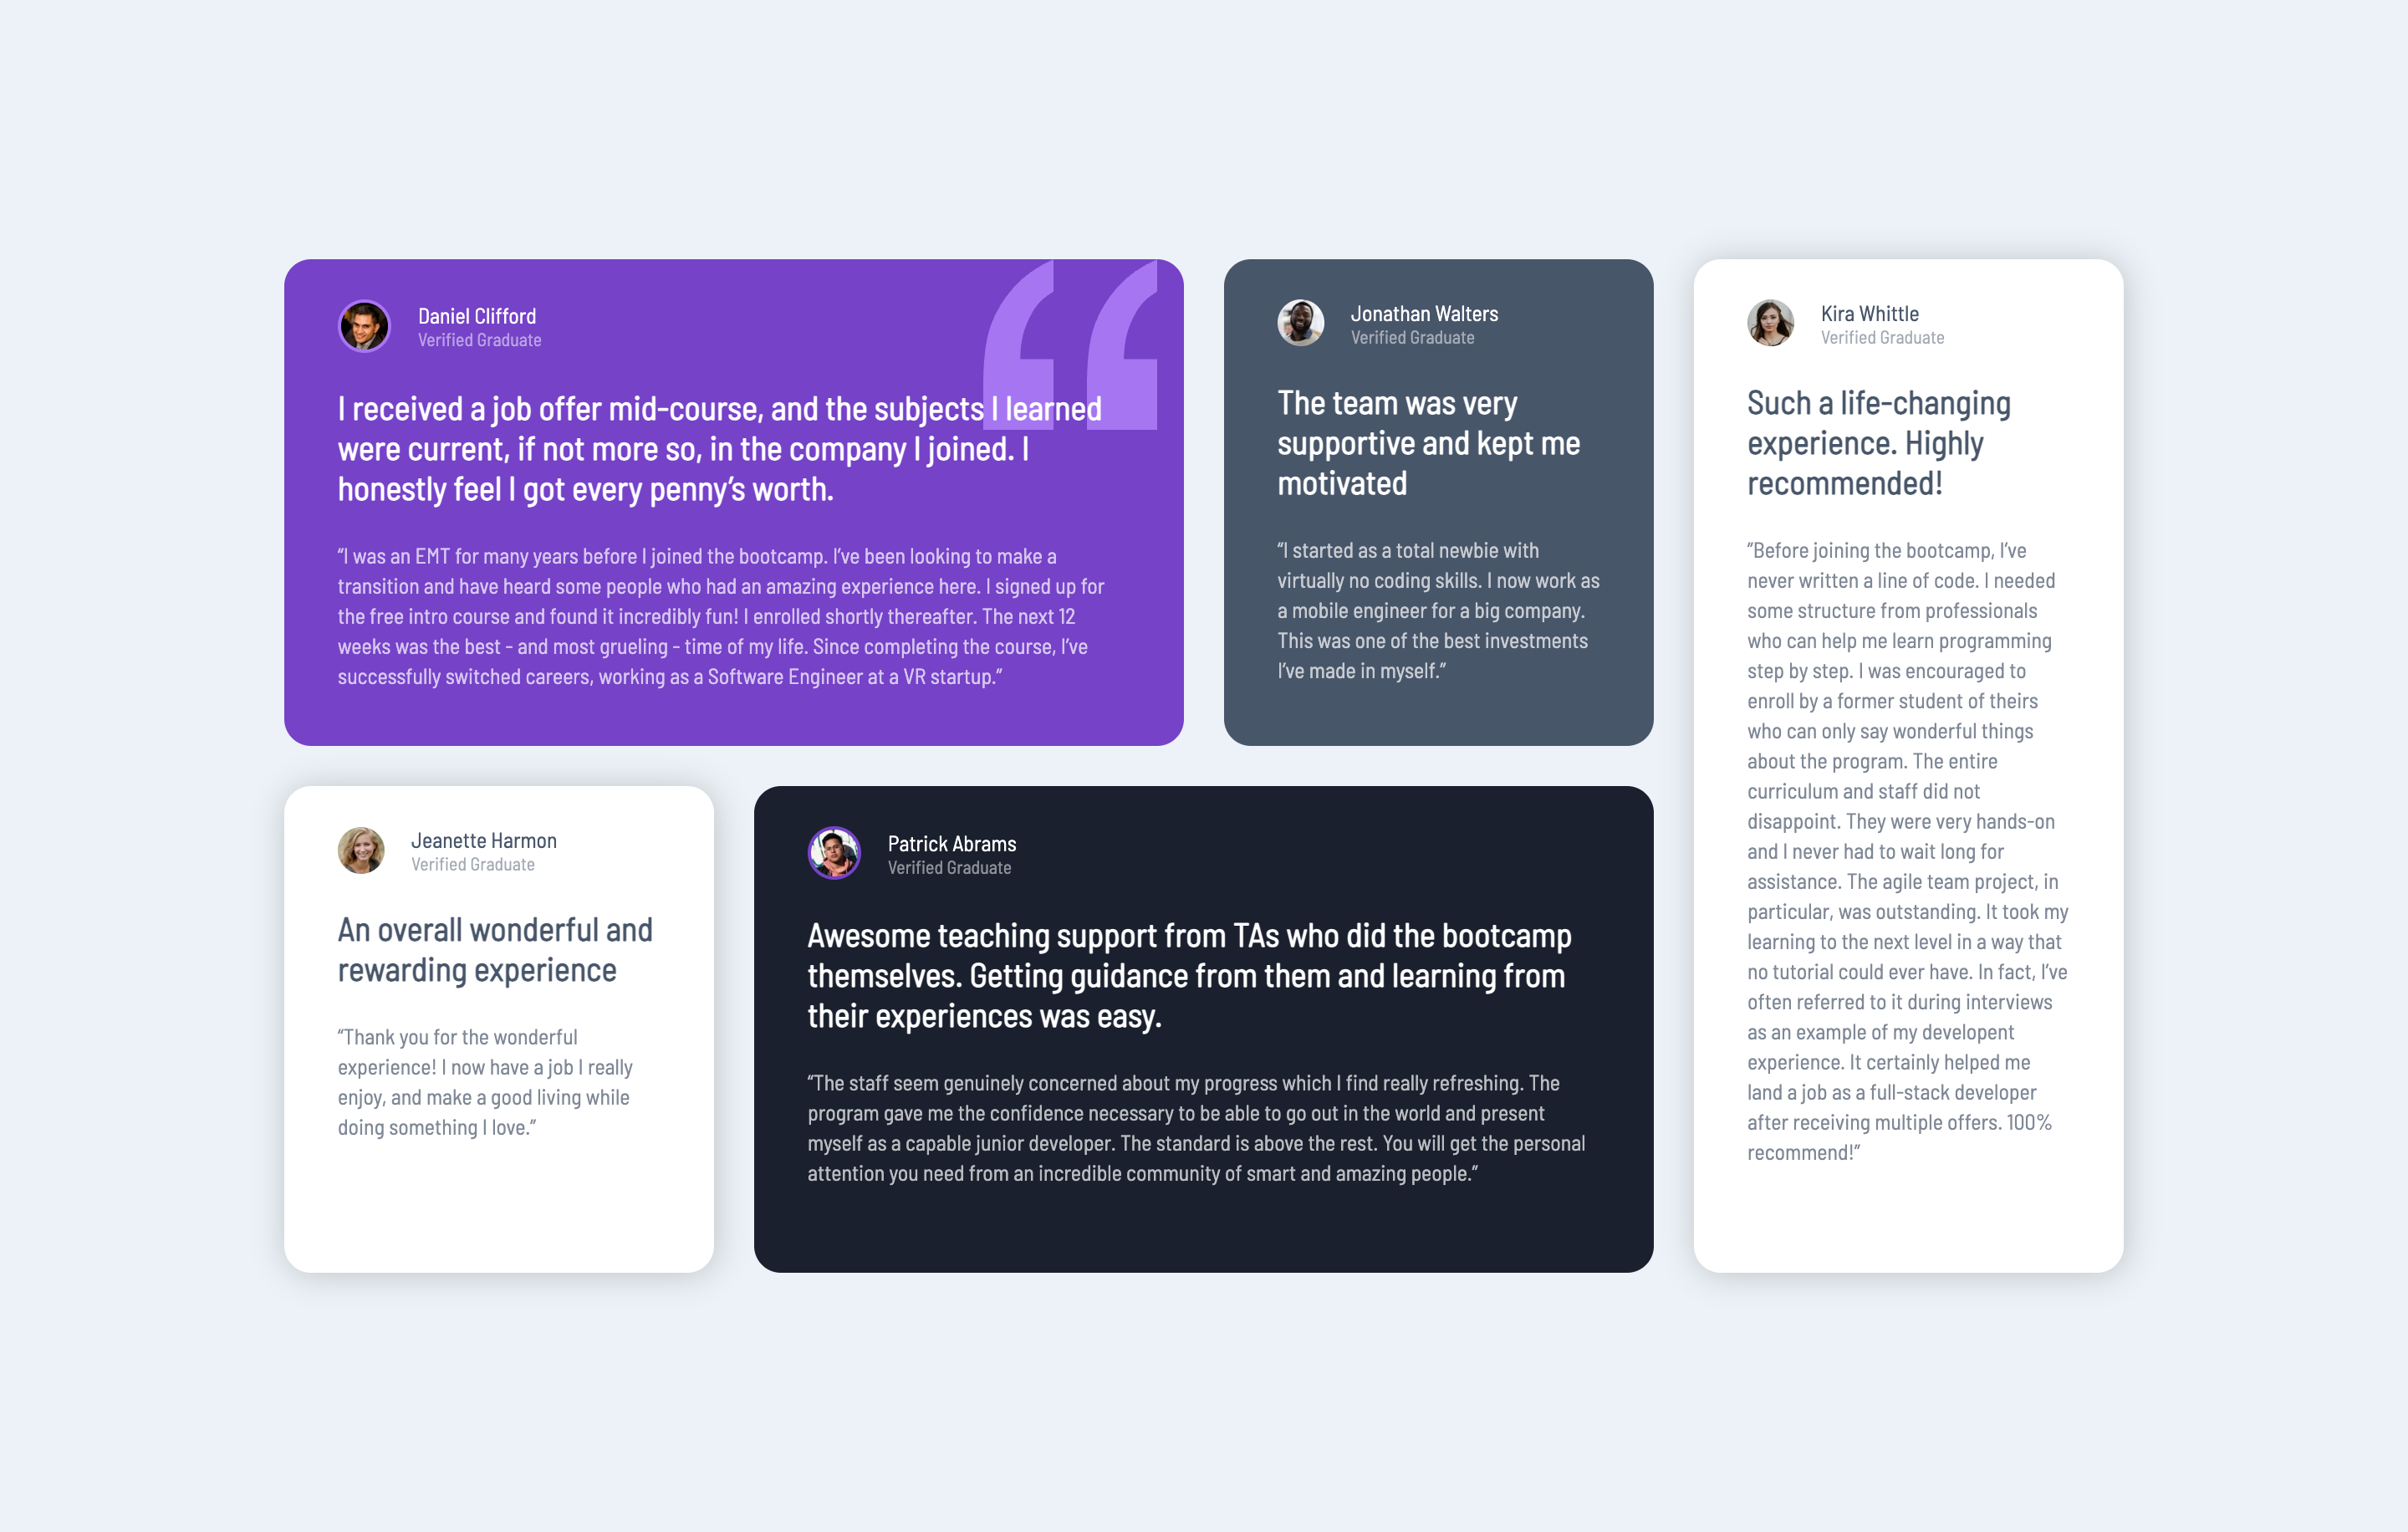 Daniel Clifford
Verified Graduate
I received a job offer mid-course, and the subjects I learned
were current, if not more so, in the company I joined. I
honestly feel I got every penny’s worth.
“I was an EMT for many years before I joined the bootcamp. I’ve been looking to make a
transition and have heard some people who had an amazing experience here. I signed up for
the free intro course and found it incredibly fun! I enrolled shortly thereafter. The next 12
weeks was the best - and most grueling - time of my life. Since completing the course, I’ve
successfully switched careers, working as a Software Engineer at a VR startup.”
Jonathan Walters
Verified Graduate
The team was very
supportive and kept me
motivated
“I started as a total newbie with
virtually no coding skills. I now work as
a mobile engineer for a big company.
This was one of the best investments
I’ve made in myself.”
Kira Whittle
Verified Graduate
Such a life-changing
experience. Highly
recommended!
“Before joining the bootcamp, I’ve
never written a line of code. I needed
some structure from professionals
who can help me learn programming
step by step. I was encouraged to
enroll by a former student of theirs
who can only say wonderful things
about the program. The entire
curriculum and staff did not
disappoint. They were very hands-on
and I never had to wait long for
assistance. The agile team project, in
particular, was outstanding. It took my
learning to the next level in a way that
no tutorial could ever have. In fact, I’ve
often referred to it during interviews
as an example of my developent
experience. It certainly helped me
land a job as a full-stack developer
after receiving multiple offers. 100%
recommend!”
Jeanette Harmon
Verified Graduate
An overall wonderful and
rewarding experience
“Thank you for the wonderful
experience! I now have a job I really
enjoy, and make a good living while
doing something I love.”
Patrick Abrams
Verified Graduate
Awesome teaching support from TAs who did the bootcamp
themselves. Getting guidance from them and learning from
their experiences was easy.
“The staff seem genuinely concerned about my progress which I find really refreshing. The
program gave me the confidence necessary to be able to go out in the world and present
myself as a capable junior developer. The standard is above the rest. You will get the personal
attention you need from an incredible community of smart and amazing people.”